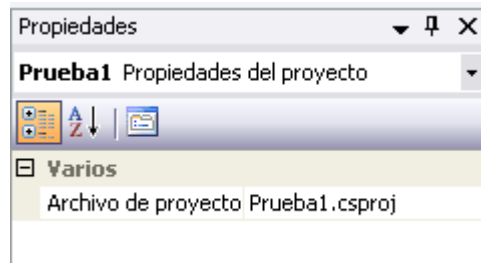 Propiedades
Prueba1 Propiedades del proyecto
A
Z
Varios
Archivo de proyecto Prueba1.csproj